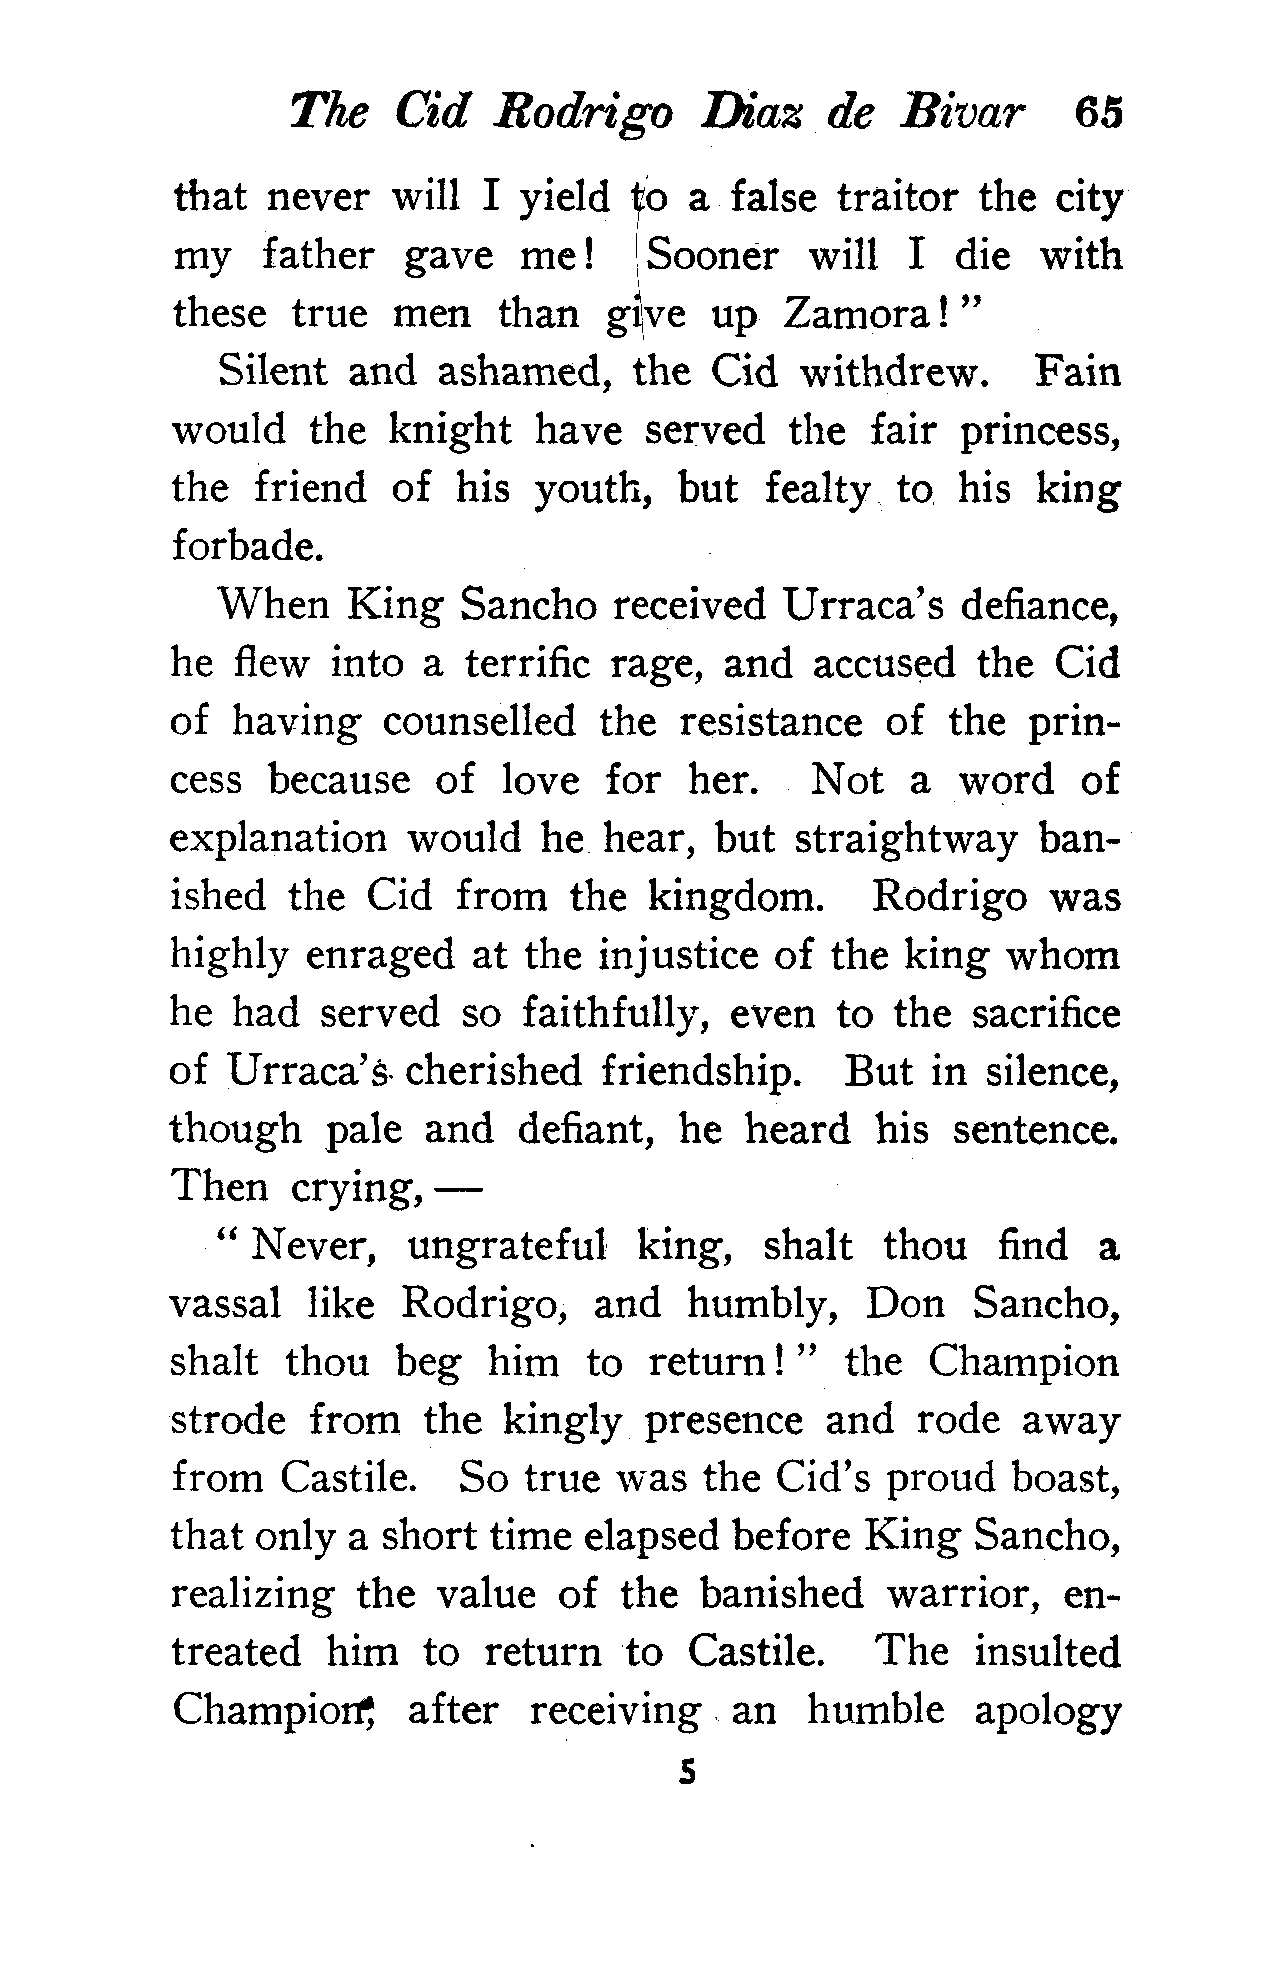 The Cid Rodrigo Diaz de Bivar 65
that never will I yield to a false traitor the city
my father gave me! Sooner will I die with
these true men than give up Zamora!”
Silent and ashamed, the Cid withdrew. Fain
would the knight have served the fair princess,
the friend of his youth, but fealty to his king
forbade.
When King Sancho received Urraca’s defiance,
he flew into a terrific rage, and accused the Cid
of having counselled the resistance of the prin-
cess because of love for her. Not a word of
explanation would he hear, but straightway ban-
ished the Cid from the kingdom. Rodrigo was
highly enraged at the injustice of the king whom
he had served so faithfully, even to the sacrifice
of Urraca’s cherished friendship. But in silence,
though pale and defiant, he heard his sentence.
Then crying, —
“Never, ungrateful king, shalt thou find a
vassal like Rodrigo, and humbly, Don Sancho,
shalt thou beg him to return!” the Champion
strode from the kingly presence and rode away
from Castile. So true was the Cid’s proud boast,
that only a short time elapsed before King Sancho,
realizing the value of the banished warrior, en-
treated him to return to Castile. The insulted
Champion, after receiving an humble apology
5